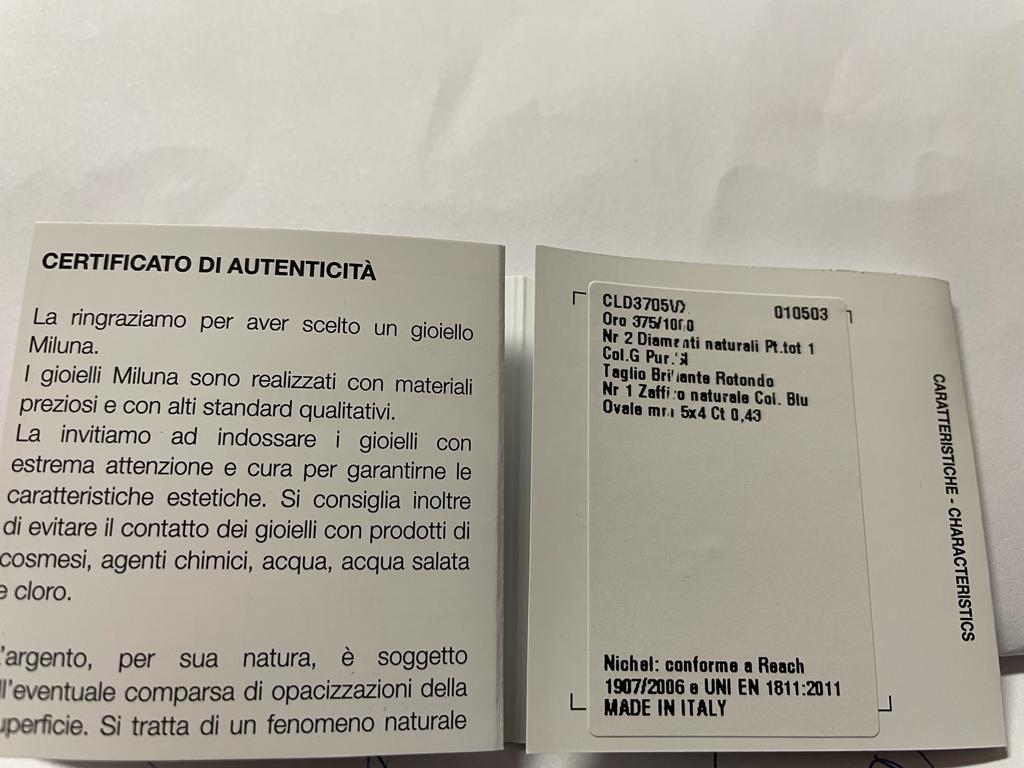 CERTIFICATO DI AUTENTICITÀ
La ringraziamo per aver scelto un gioiello
Miluna.
I gioielli Miluna sono realizzati con materiali
preziosi e con alti standard qualitativi.
La invitiamo ad indossare i gioielli con
estrema attenzione e cura per garantirne le
caratteristiche estetiche. Si consiglia inoltre
di evitare il contatto dei gioielli con prodotti di
cosmesi, agenti chimici, acqua, acqua salata
e cloro.
'argento, per sua natura, è soggetto
ll'eventuale comparsa di opacizzazioni della
uperficie. Si tratta di un fenomeno naturale
010503
Oro 375/1000
Nr 2 Diamanti naturali Pt.tot 1
Col.G
Taglio Brillante Rotondo
Nr 1 Zaffiro naturale Col. Blu
Ovale mm 5x4 Ct 0,43
Nichel: conforme a Reach
1907/2006 e UNI EN 1811:2011
MADE IN ITALY
CARATTERISTICHE - CHARACTERISTICS